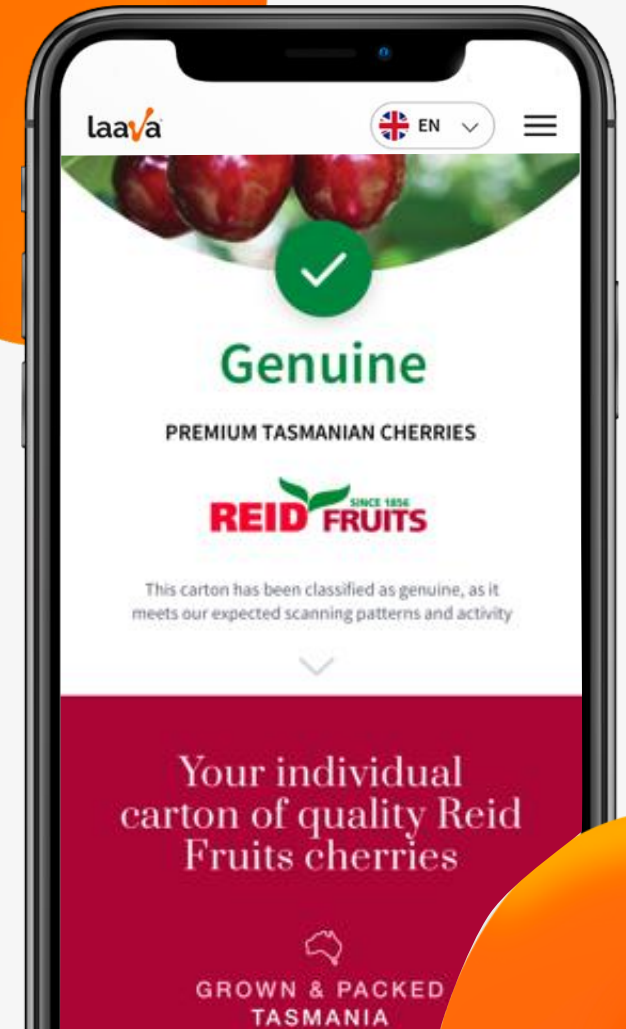 laava
EN
Genuine
PREMIUM TASMANIAN CHERRIES
SINCE 1856
REID FRUITS
This carton has been classified as genuine, as it
meets our expected scanning patterns and activity
Your individual
carton of quality Reid
Fruits cherries
GROWN & PACKED
TASMANIA